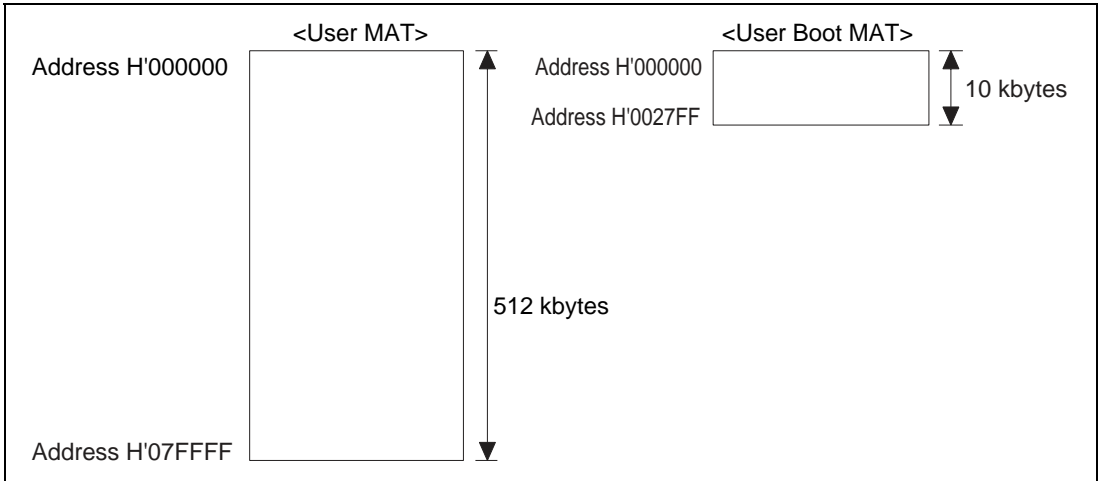 <User MAT>
Address H'000000
512 kbytes
Address H'07FFFF
<User Boot MAT>
Address H'000000
10 kbytes
Address H'0027FF